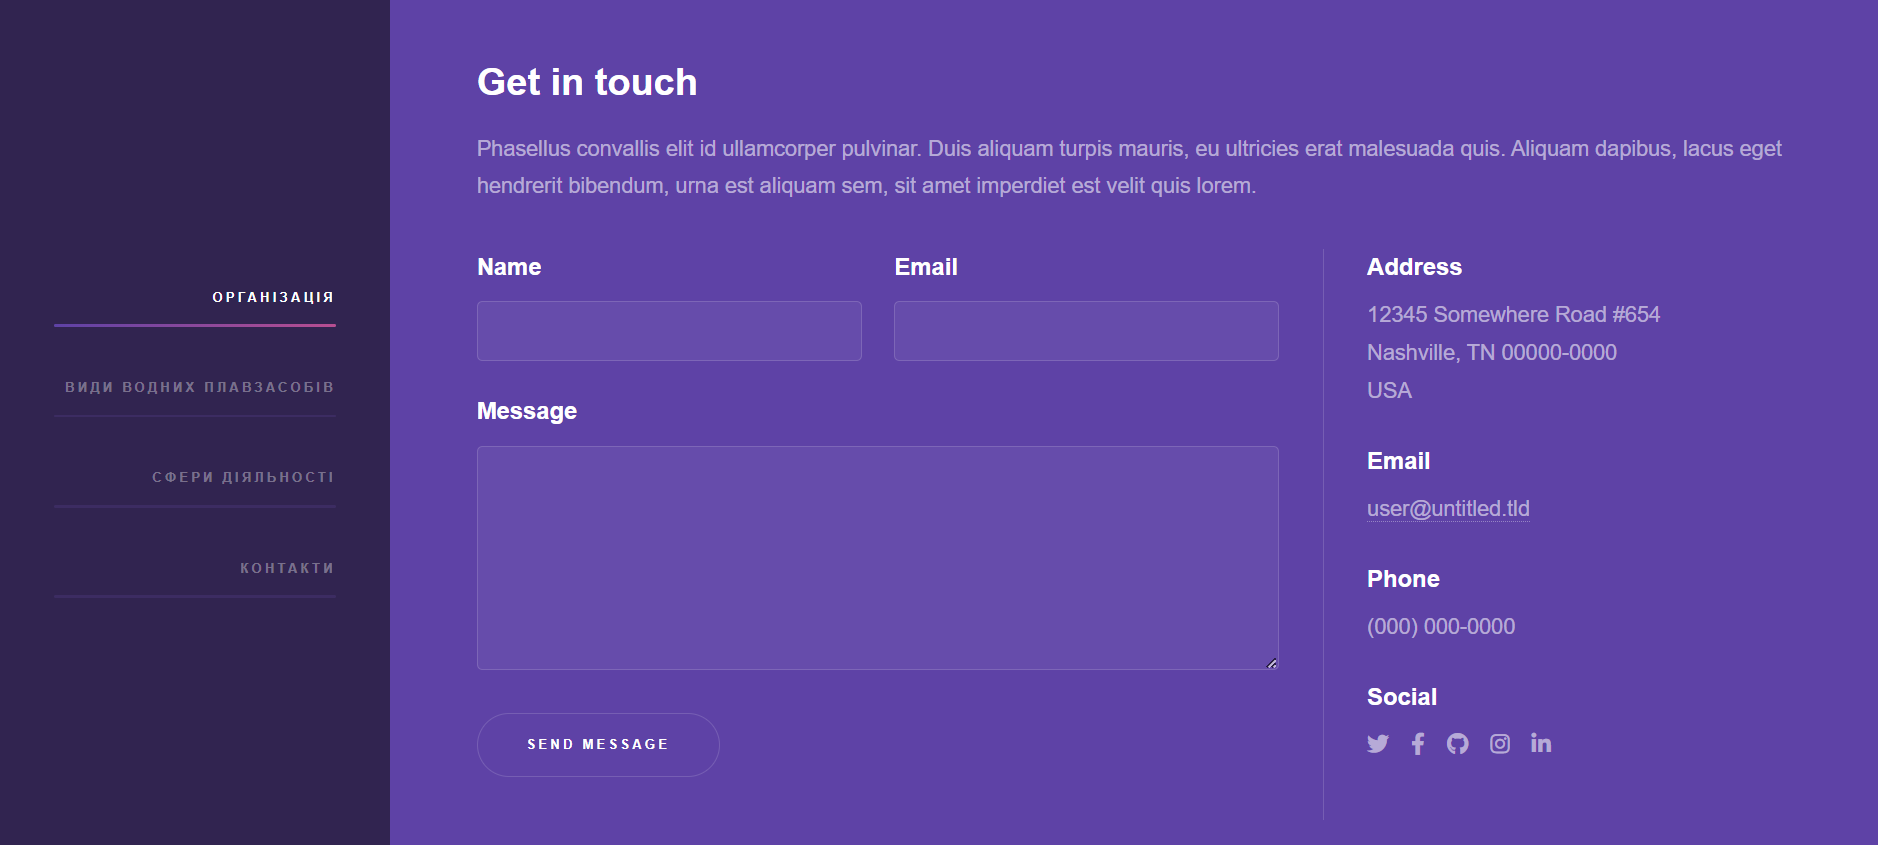 ОРГАНІЗАЦІЯ
ВИДИ ВОДНИХ ПЛАВЗАСОБІВ
СФЕРИ ДІЯЛЬНОСТІ
КОНТАКТИ
Get in touch
Phasellus convallis elit id ullamcorper pulvinar. Duis aliquam turpis mauris, eu ultricies erat malesuada quis. Aliquam dapibus, lacus eget
hendrerit bibendum, urna est aliquam sem, sit amet imperdiet est velit quis lorem.
Name
Email
Message
SEND MESSAGE
Address
12345 Somewhere Road #654
Nashville, TN 00000-0000
USA
Email
user@untitled.tld
Phone
(000) 000-0000
Social